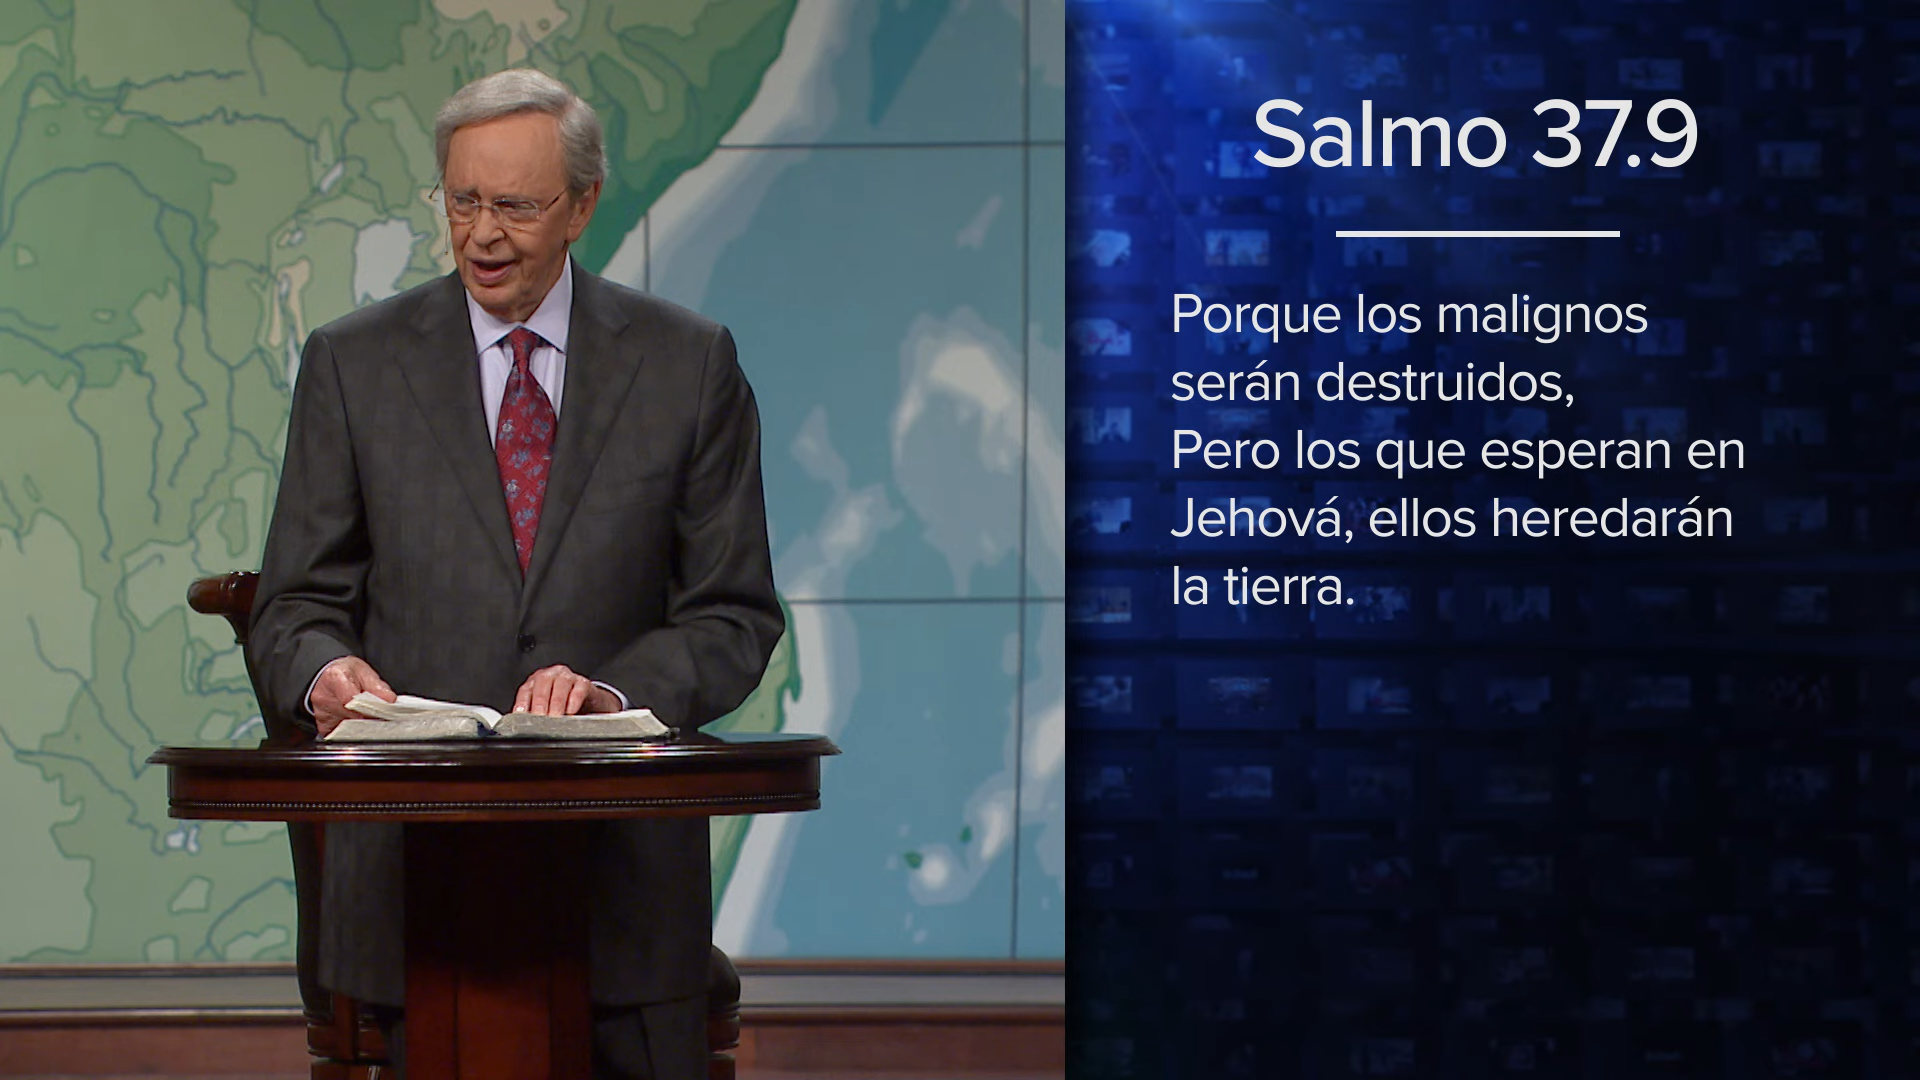 Salmo 37.9
Porque los malignos
serán destruidos,
Pero los que esperan en
Jehová, ellos heredarán
la tierra.